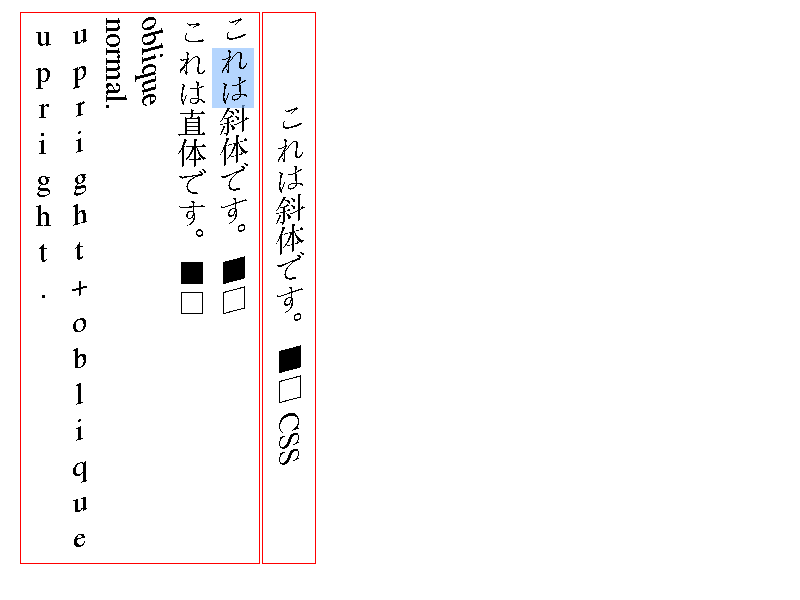 これは斜体です。■□ CSS
これは斜体です。■□
これは直体です。■□
oblique
normal.
upright+oblique
upright.